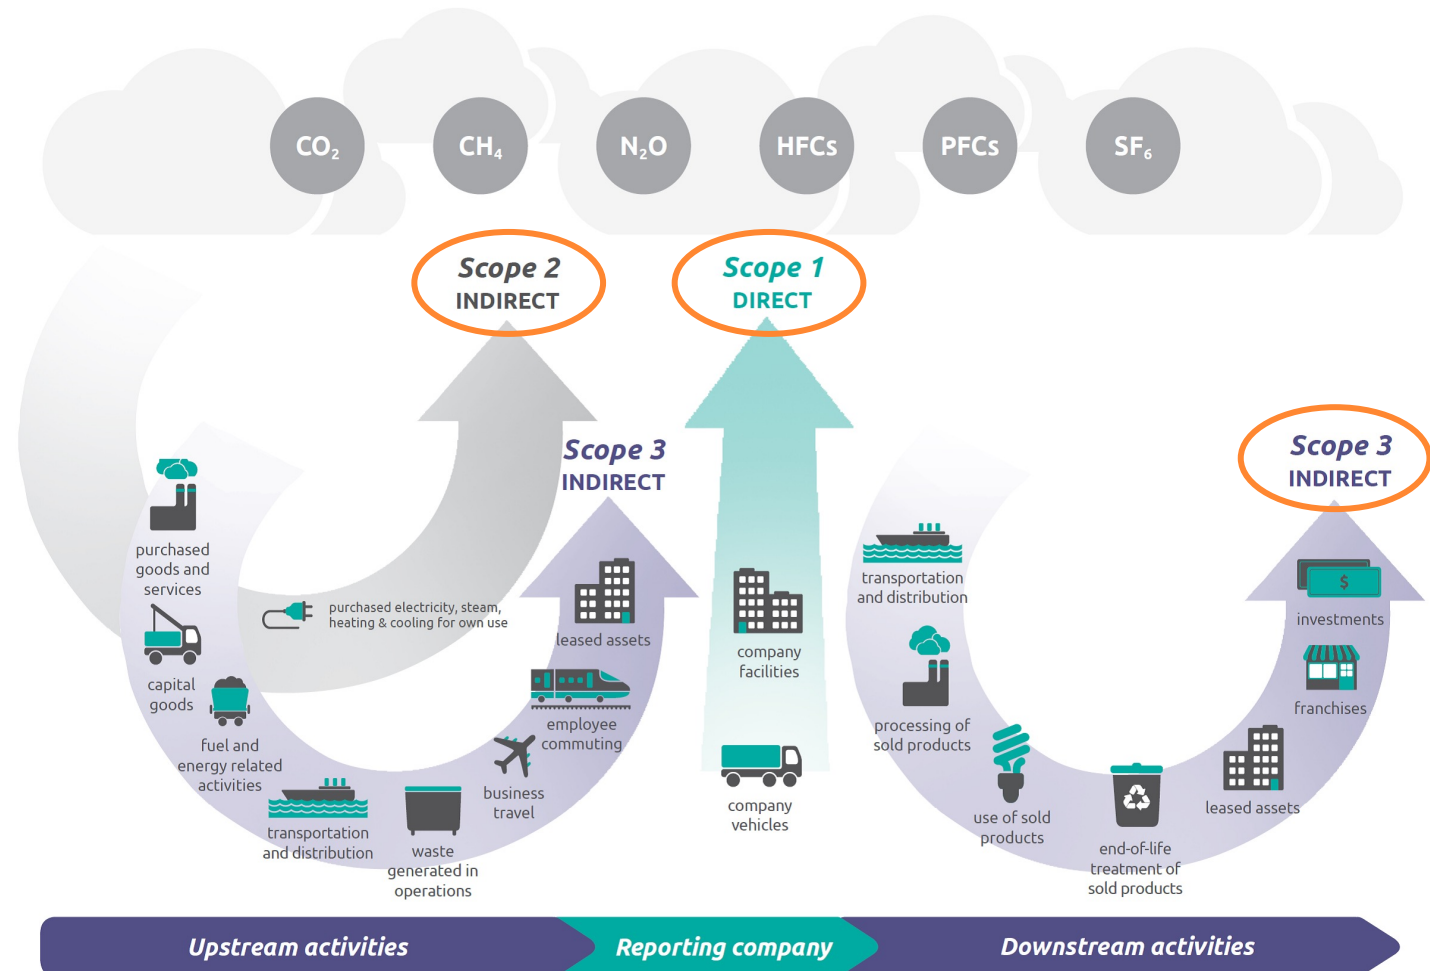 CO₂
CH₄
N₂O
HFCs
PFCs
SF₆
Scope 2
INDIRECT
Scope 1
DIRECT
Scope 3
INDIRECT
Scope 3
INDIRECT
purchased
goods and
services
capital
goods
fuel and
energy related
activities
transportation
and distribution
waste
generated in
operations
business
travel
employee
commuting
leased assets
purchased electricity, steam,
heating & cooling for own use
company
facilities
company
vehicles
transportation
and distribution
processing of
sold products
use of sold
products
end-of-life
treatment of
sold products
leased assets
franchises
investments
$
Upstream activities
Reporting company
Downstream activities